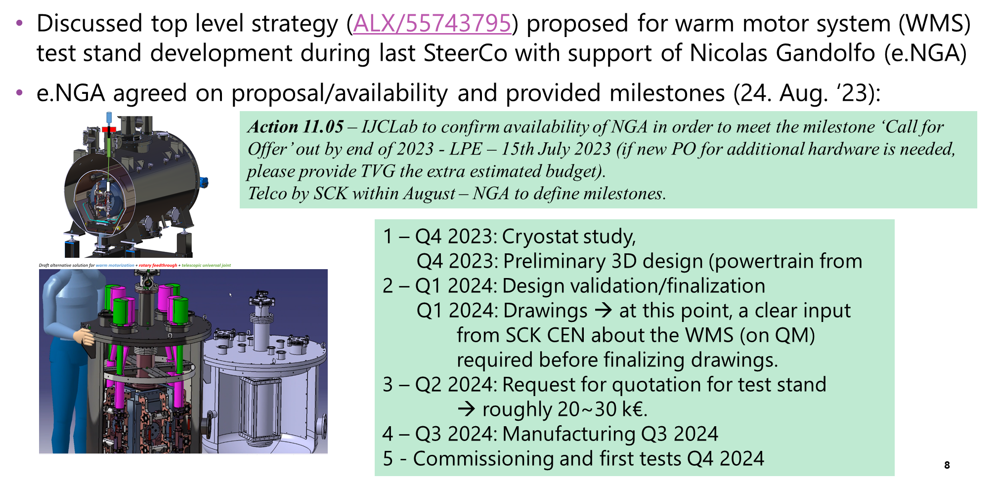 • Discussed top level strategy (ALX/55743795) proposed for warm motor system (WMS)
test stand development during last SteerCo with support of Nicolas Gandolfo (e.NGA)
• e.NGA agreed on proposal/availability and provided milestones (24. Aug. ‘23):
Action 11.05 – IJCLab to confirm availability of NGA in order to meet the milestone ‘Call for
Offer’ out by end of 2023 - LPE – 15th July 2023 (if new PO for additional hardware is needed,
please provide TVG the extra estimated budget).
Telco by SCK within August – NGA to define milestones.
Draft alternative solution for warm motorization + rotary feedthrough + telescopic universal joint
1 – Q4 2023: Cryostat study,
Q4 2023: Preliminary 3D design (powertrain from
2 – Q1 2024: Design validation/finalization
Q1 2024: Drawings → at this point, a clear input
from SCK CEN about the WMS (on QM)
required before finalizing drawings.
3 – Q2 2024: Request for quotation for test stand
→ roughly 20~30 k€.
4 – Q3 2024: Manufacturing Q3 2024
5 - Commissioning and first tests Q4 2024
8